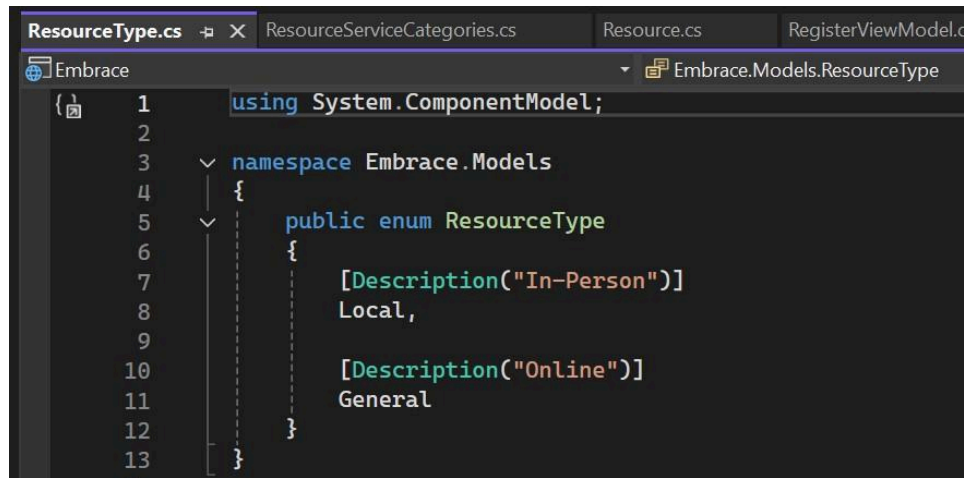 ResourceType.cs ResourceServiceCategories.cs Resource.cs RegisterViewModel.c
Embrace Embrace.Models.ResourceType
1 using System.ComponentModel;
2
3 namespace Embrace.Models
4 {
5 public enum ResourceType
6 {
7 [Description("In-Person")]
8 Local,
9
10 [Description("Online")]
11 General
12 }
13 }